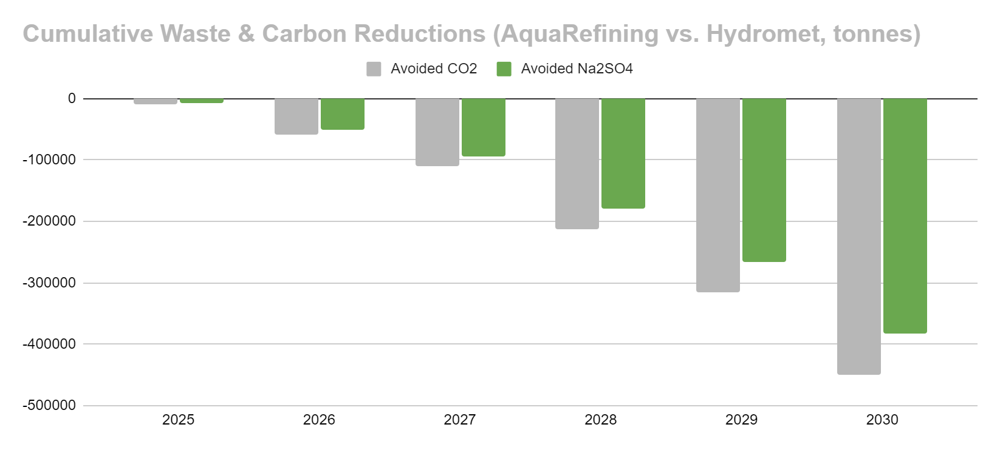 Cumulative Waste & Carbon Reductions (AquaRefining vs. Hydromet, tonnes)
Avoided CO2 Avoided Na2SO4
0
-100000
-200000
-300000
-400000
-500000
2025 2026 2027 2028 2029 2030